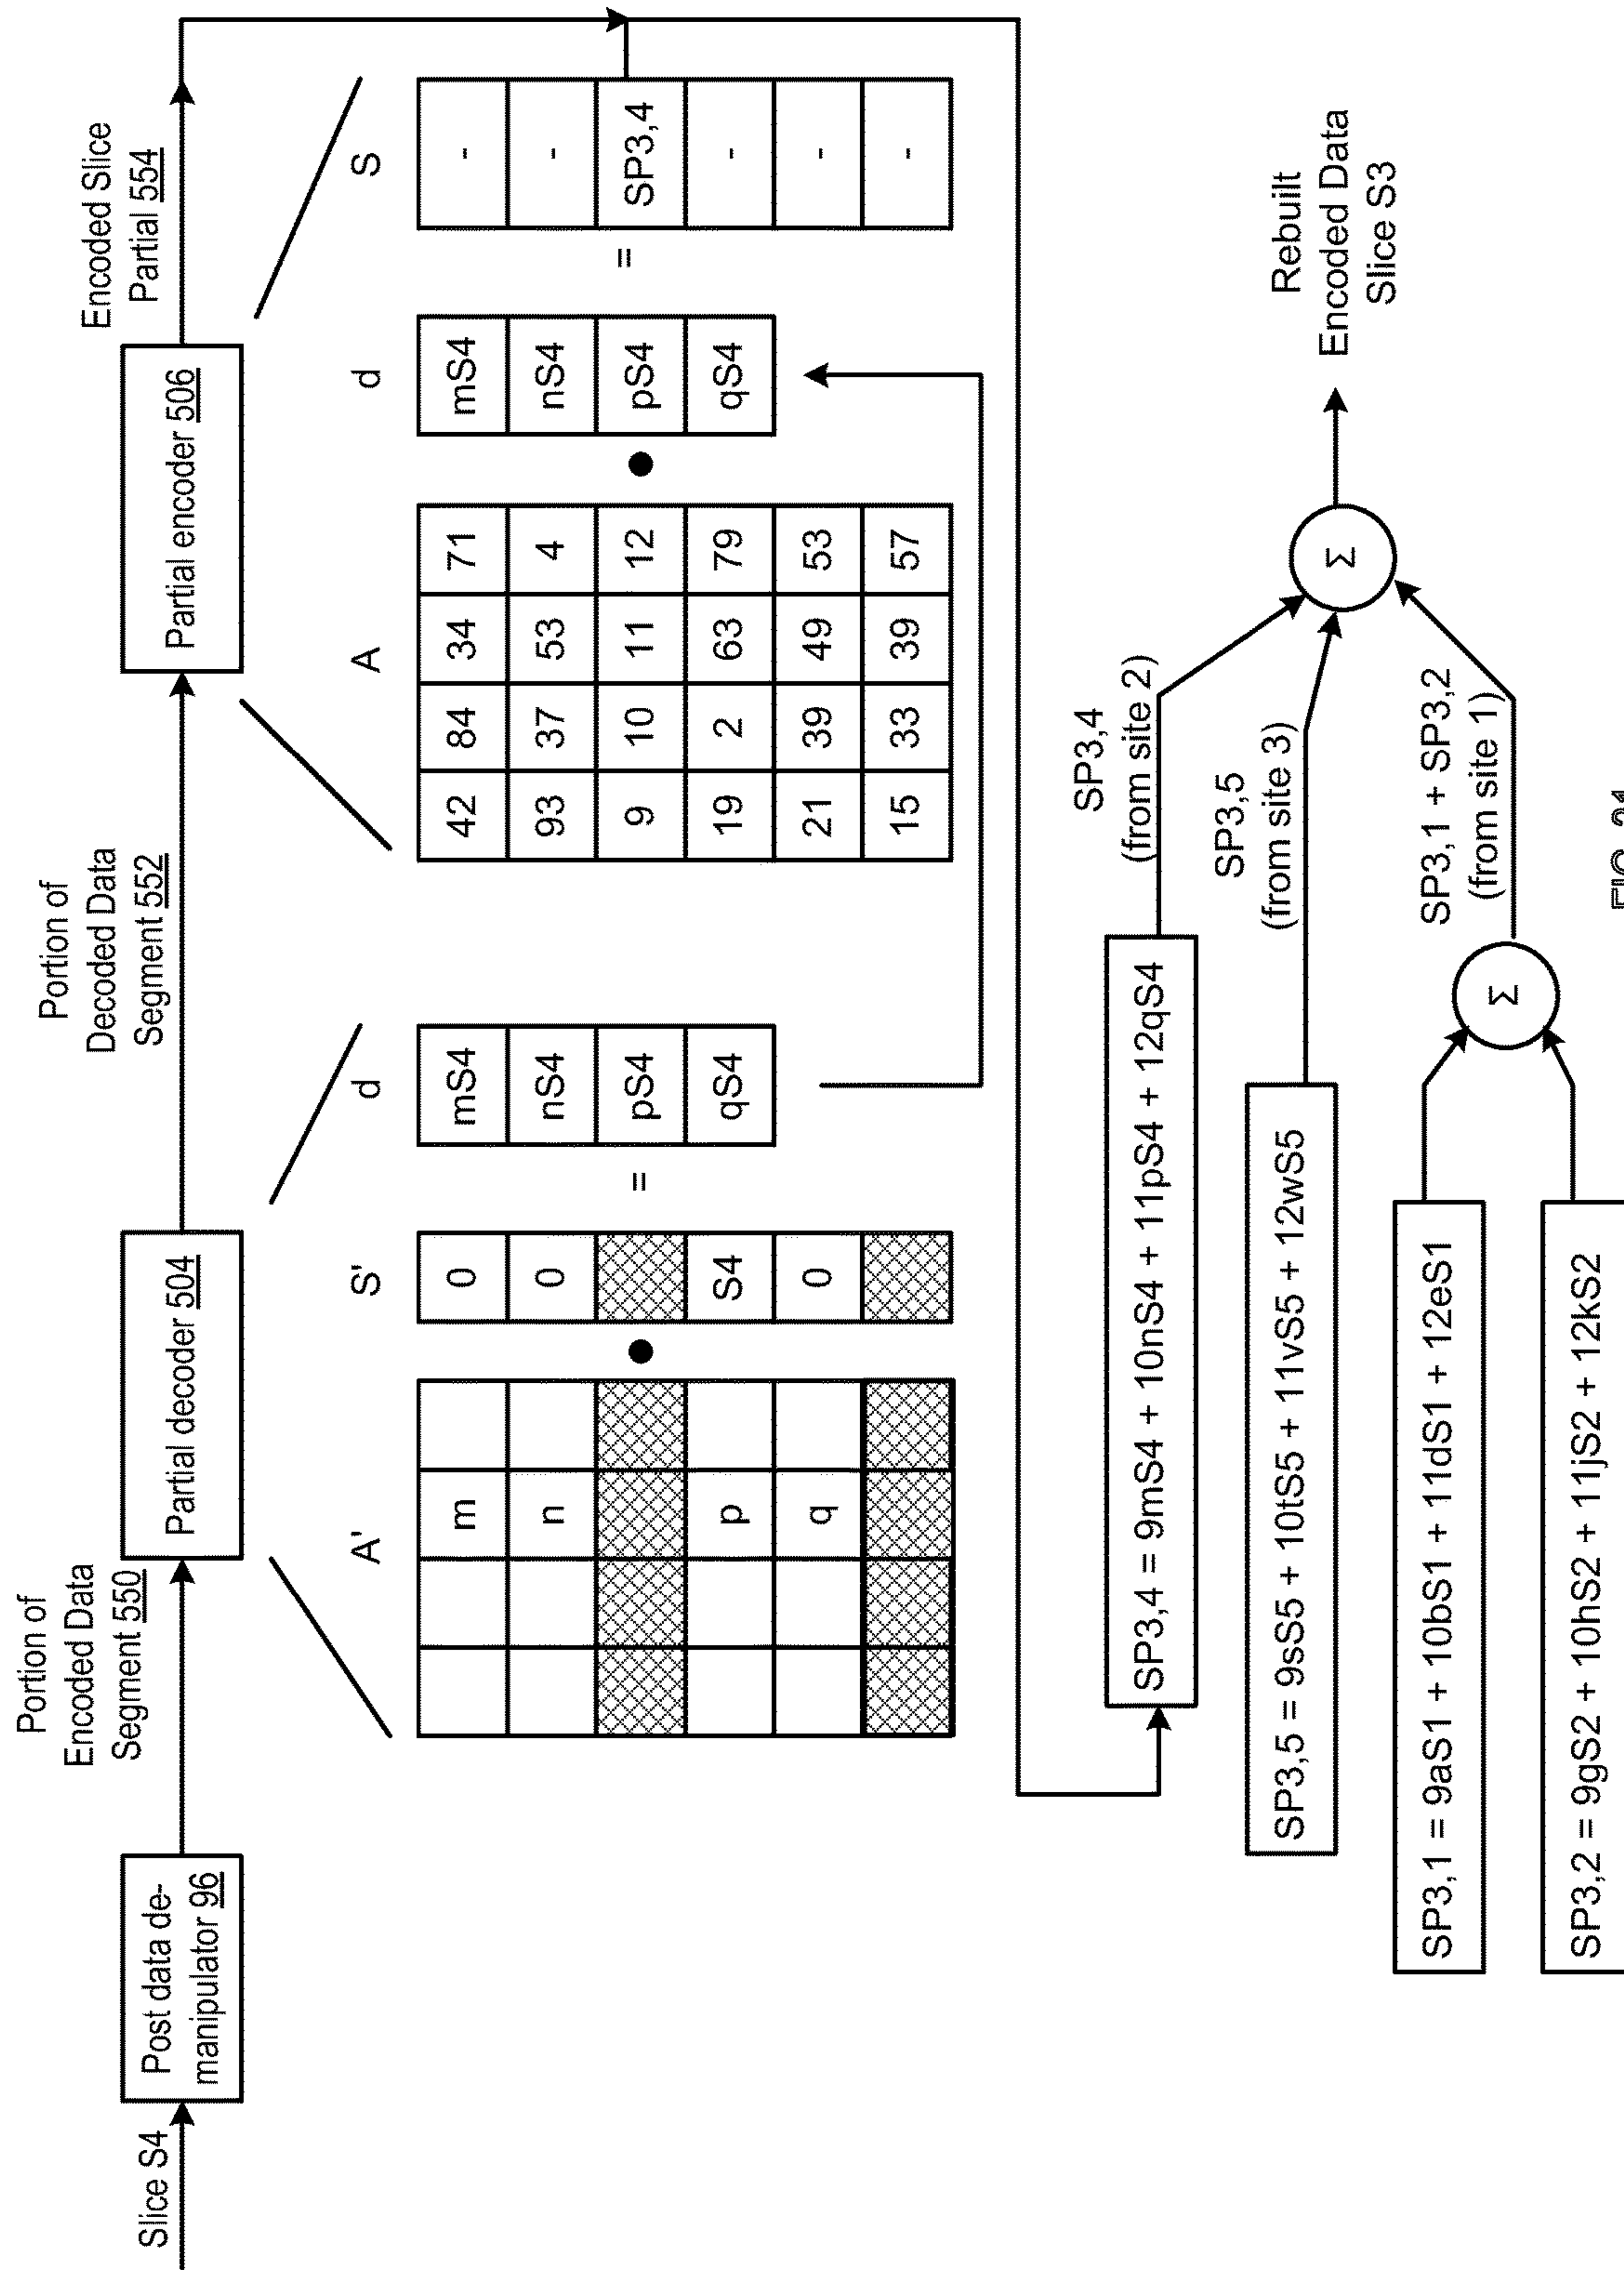 Slice S4
Post data de-
manipulator 96
Portion of
Encoded Data
Segment 550
Partial decoder 504
Portion of
Decoded Data
Segment 552
Partial encoder 506
Encoded Slice
Partial 554
A'
m
n
p
q
●
S'
0
0
S4
0
=
d
mS4
nS4
pS4
qS4
A
42 84 34 71
93 37 53 4
9 10 11 12
19 2 63 79
21 39 49 53
15 33 39 57
●
d
mS4
nS4
pS4
qS4
=
S
-
-
SP3,4
-
-
-
SP3,4 = 9mS4 + 10nS4 + 11pS4 + 12qS4
SP3,4
(from site 2)
SP3,5 = 9sS5 + 10tS5 + 11vS5 + 12wS5
SP3,5
(from site 3)
SP3,1 = 9aS1 + 10bS1 + 11dS1 + 12eS1
SP3,2 = 9gS2 + 10hS2 + 11jS2 + 12kS2
Σ
SP3,1 + SP3,2
(from site 1)
Σ
Rebuilt
Encoded Data
Slice S3